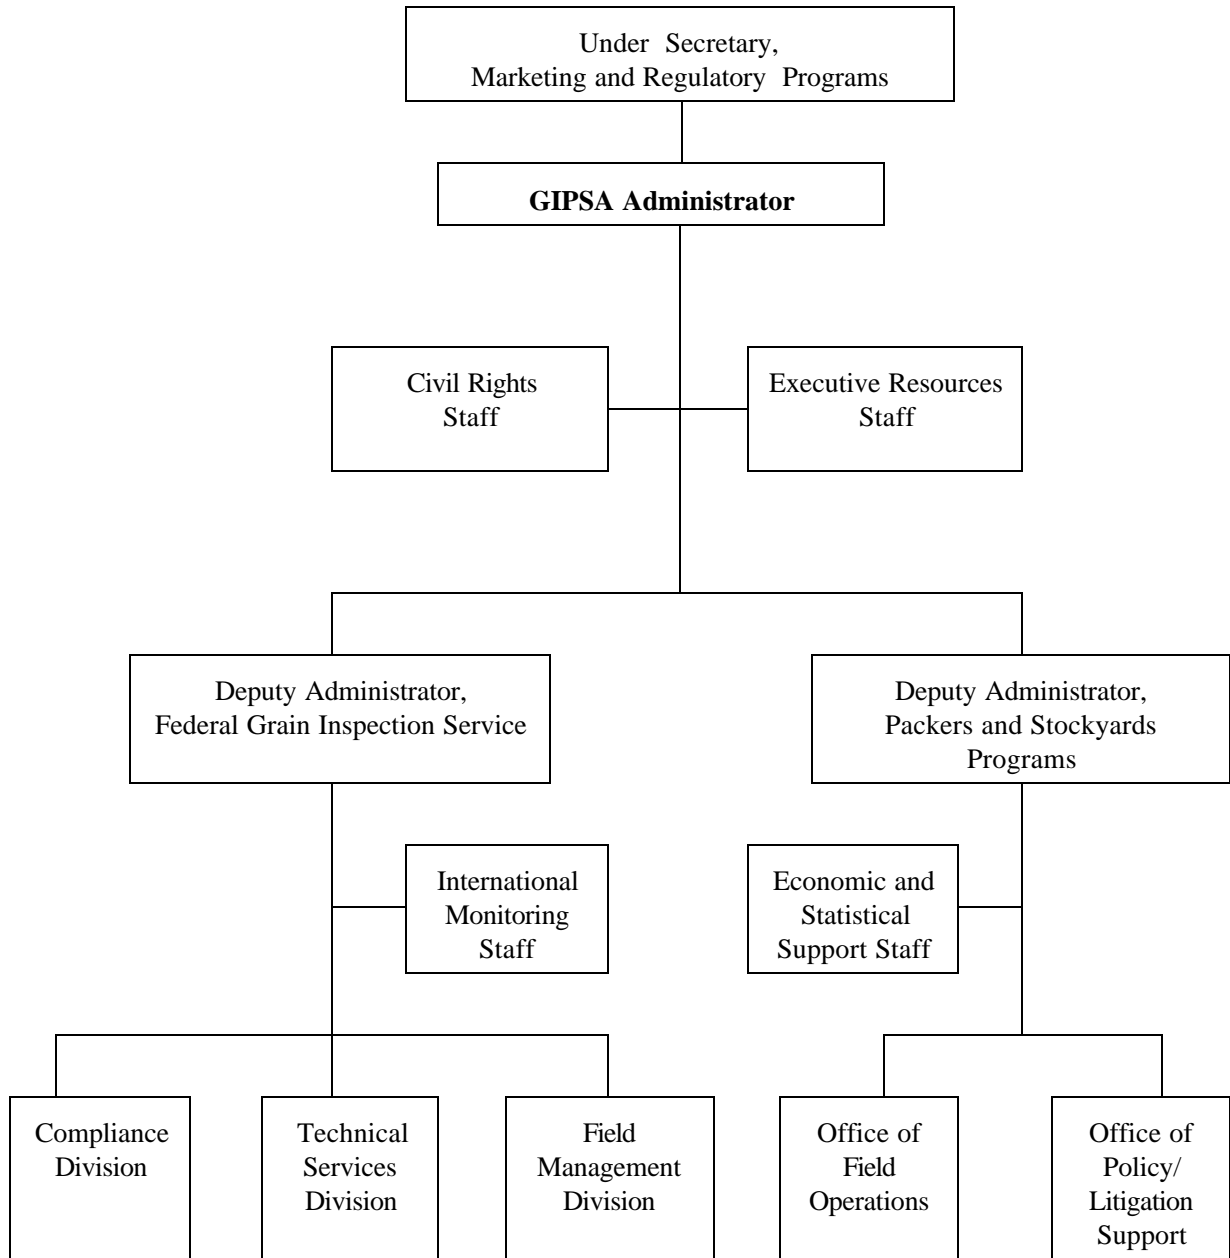 Under Secretary,
Marketing and Regulatory Programs
GIPSA Administrator
Civil Rights
Staff
Executive Resources
Staff
Deputy Administrator,
Federal Grain Inspection Service
Deputy Administrator,
Packers and Stockyards
Programs
International
Monitoring
Staff
Economic and
Statistical
Support Staff
Compliance
Division
Technical
Services
Division
Field
Management
Division
Office of
Field
Operations
Office of
Policy/
Litigation
Support